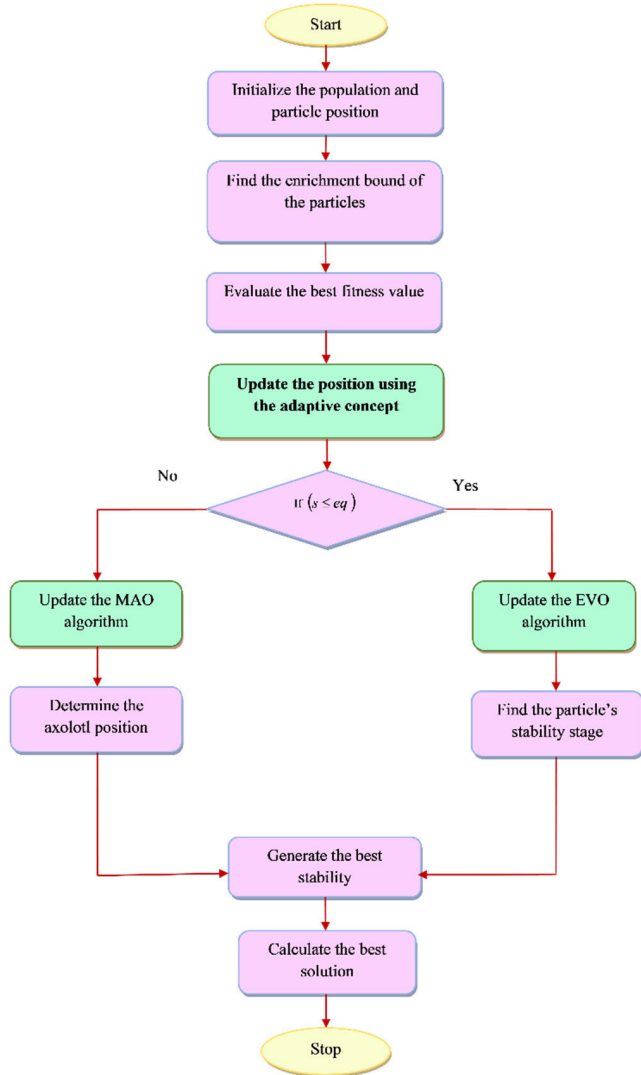 Start
Initialize the population and
particle position
Find the enrichment bound of
the particles
Evaluate the best fitness value
Update the position using
the adaptive concept
No
If (s ≤ eq)
Yes
Update the MAO
algorithm
Update the EVO
algorithm
Determine the
axolotl position
Find the particle's
stability stage
Generate the best
stability
Calculate the best
solution
Stop